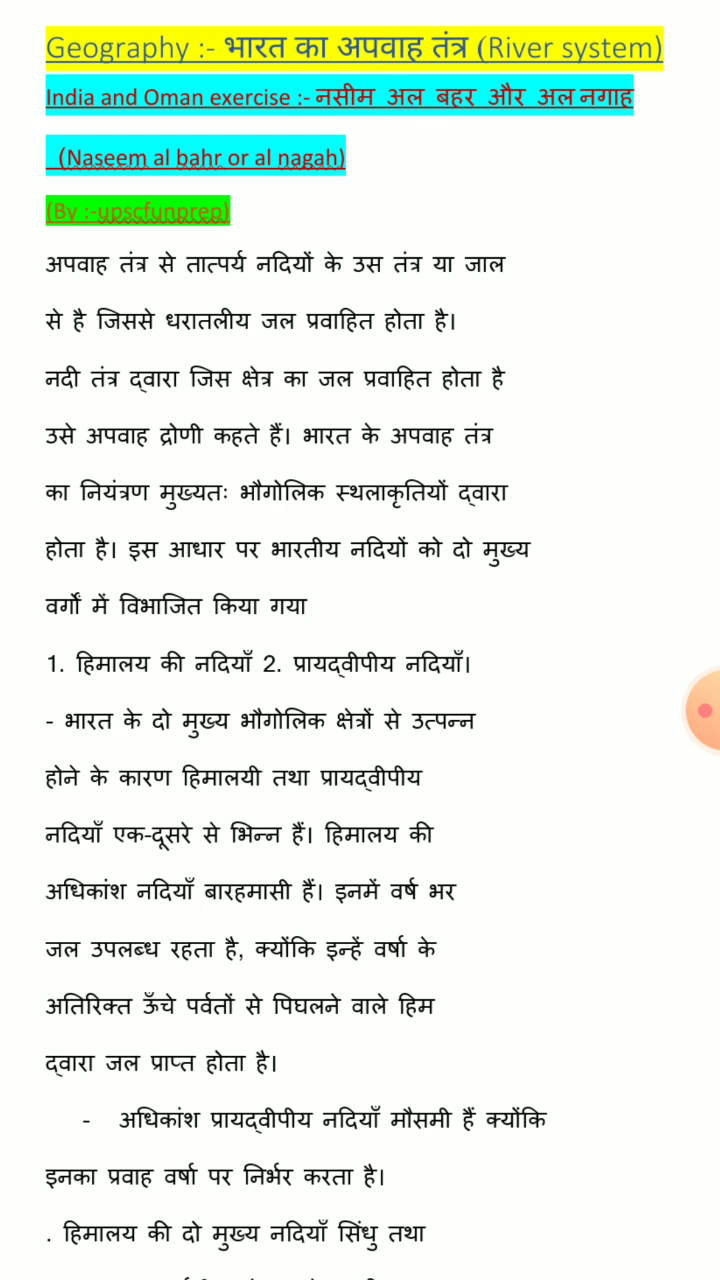 Geography :- भारत का अपवाह तंत्र (River system)
India and Oman exercise :- नसीम अल बहर और अल नगाह
(Naseem al bahr or al nagah)
(By :-upscfunprep)
अपवाह तंत्र से तात्पर्य नदियों के उस तंत्र या जाल
से है जिससे धरातलीय जल प्रवाहित होता है।
नदी तंत्र द्वारा जिस क्षेत्र का जल प्रवाहित होता है
उसे अपवाह द्रोणी कहते हैं। भारत के अपवाह तंत्र
का नियंत्रण मुख्यतः भौगोलिक स्थलाकृतियों द्वारा
होता है। इस आधार पर भारतीय नदियों को दो मुख्य
वर्गों में विभाजित किया गया
1. हिमालय की नदियाँ 2. प्रायद्वीपीय नदियाँ।
- भारत के दो मुख्य भौगोलिक क्षेत्रों से उत्पन्न
होने के कारण हिमालयी तथा प्रायद्वीपीय
नदियाँ एक-दूसरे से भिन्न हैं। हिमालय की
अधिकांश नदियाँ बारहमासी हैं। इनमें वर्ष भर
जल उपलब्ध रहता है, क्योंकि इन्हें वर्षा के
अतिरिक्त ऊँचे पर्वतों से पिघलने वाले हिम
द्वारा जल प्राप्त होता है।
- अधिकांश प्रायद्वीपीय नदियाँ मौसमी हैं क्योंकि
इनका प्रवाह वर्षा पर निर्भर करता है।
. हिमालय की दो मुख्य नदियाँ सिंधु तथा